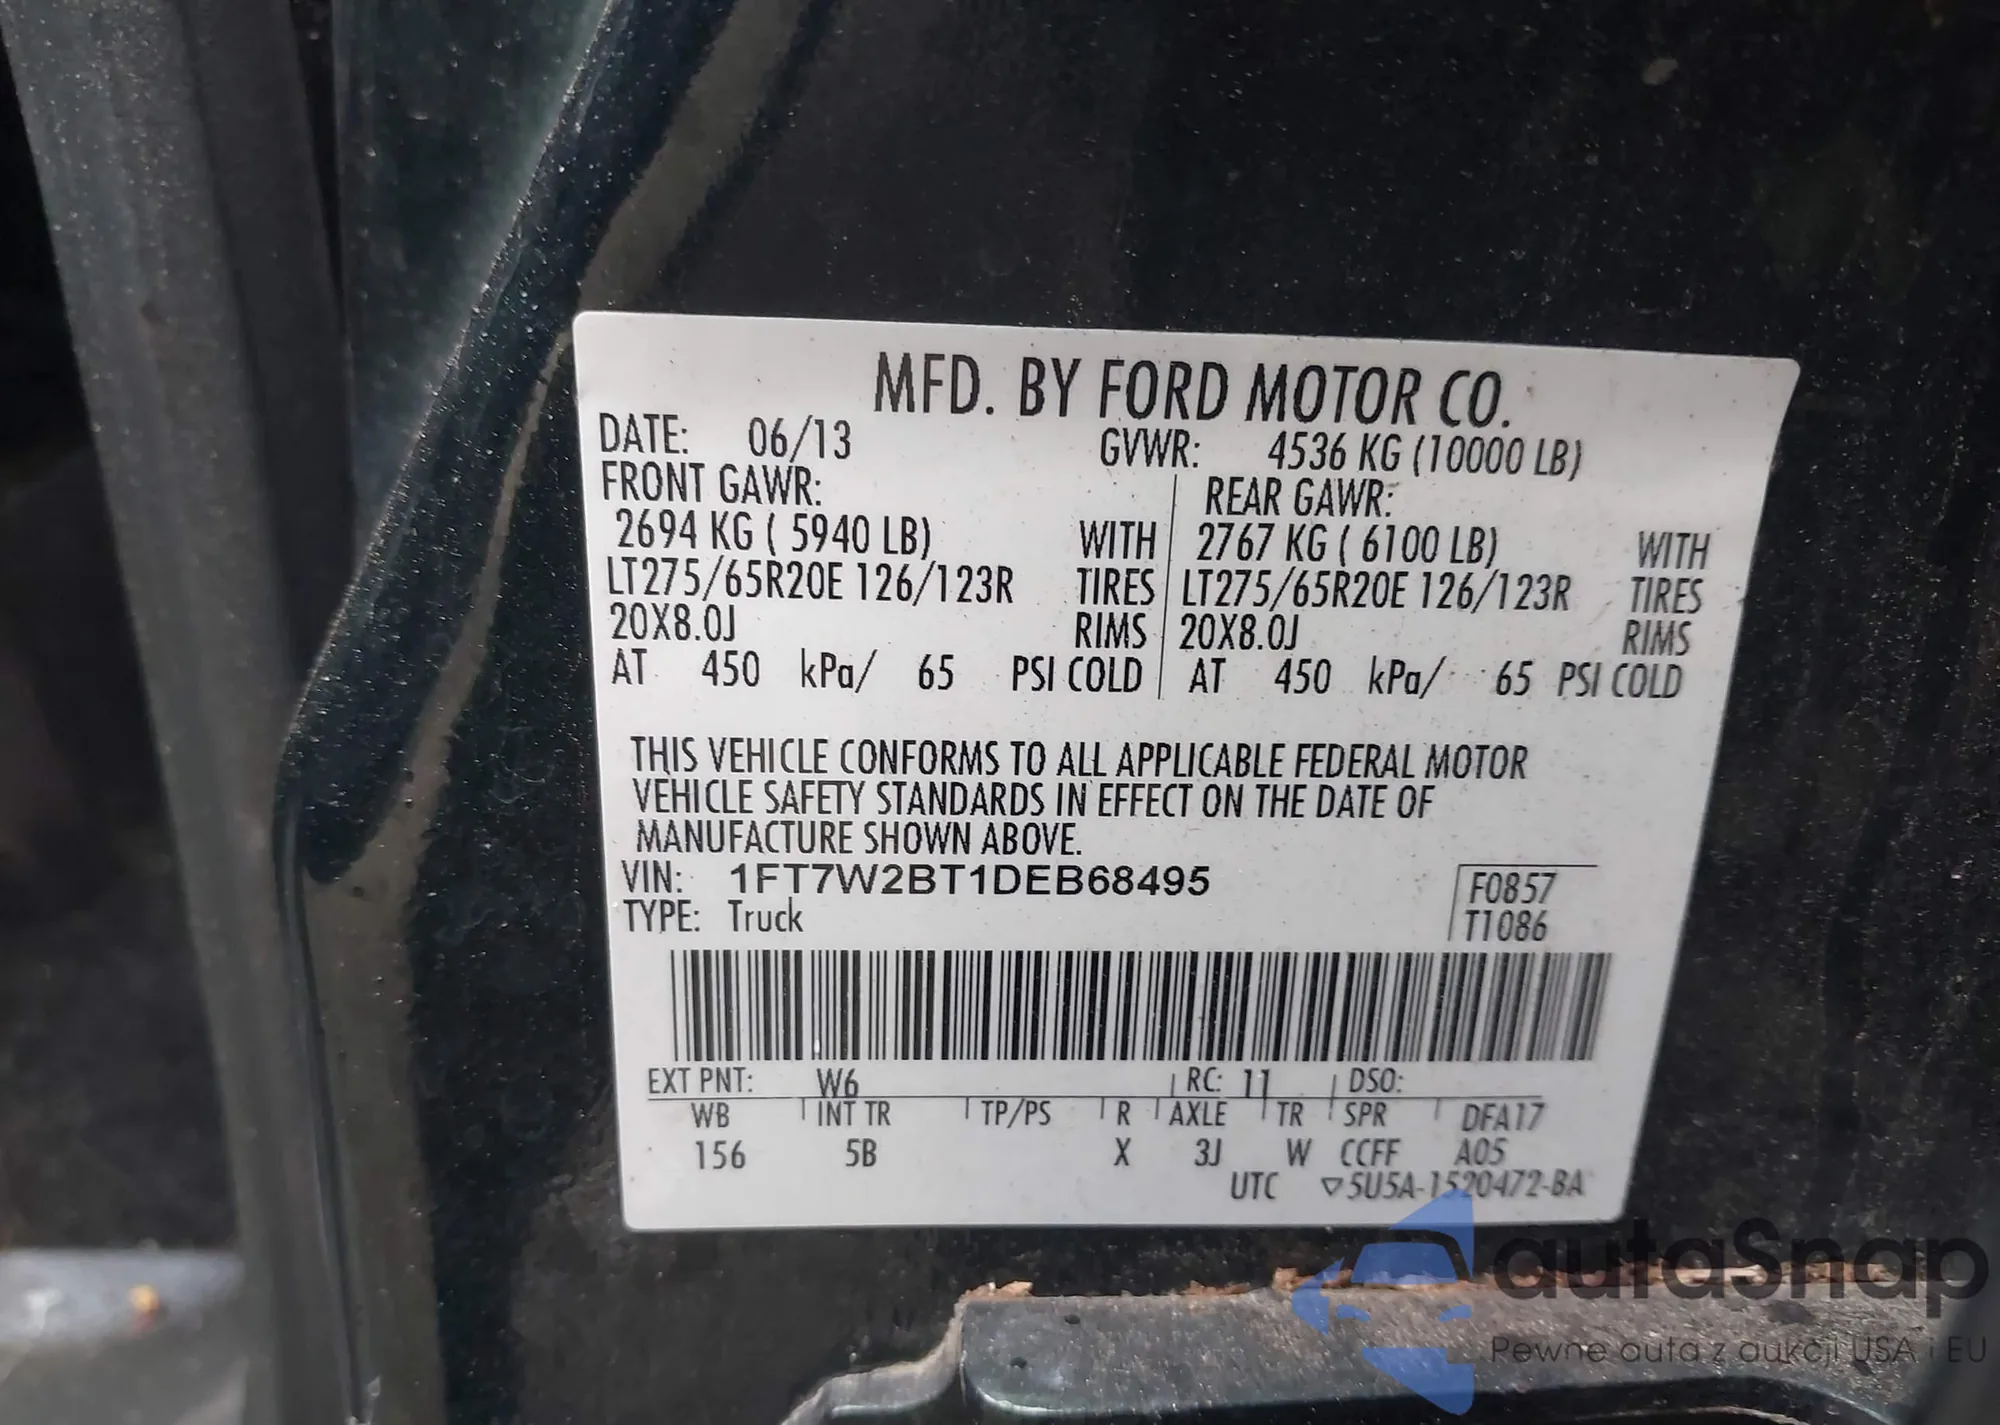 MFD. BY FORD MOTOR CO.
DATE: 06/13 GVWR: 4536 KG (10000 LB)
FRONT GAWR: REAR GAWR:
2694 KG ( 5940 LB) WITH 2767 KG ( 6100 LB) WITH
LT275/65R20E 126/123R TIRES LT275/65R20E 126/123R TIRES
20X8.0J RIMS 20X8.0J RIMS
AT 450 kPa/ 65 PSI COLD AT 450 kPa/ 65 PSI COLD
THIS VEHICLE CONFORMS TO ALL APPLICABLE FEDERAL MOTOR
VEHICLE SAFETY STANDARDS IN EFFECT ON THE DATE OF
MANUFACTURE SHOWN ABOVE.
VIN: 1FT7W2BT1DEB68495 F0857
TYPE: Truck T1086
EXT PNT: W6 RC: 11 DSO:
WB INT TR TP/PS R AXLE TR SPR DFA17
156 5B X 3J W CCFF A05
UTC ▽5U5A-1520472-BA
autaSnap
Pewne auta z aukcji USA i EU